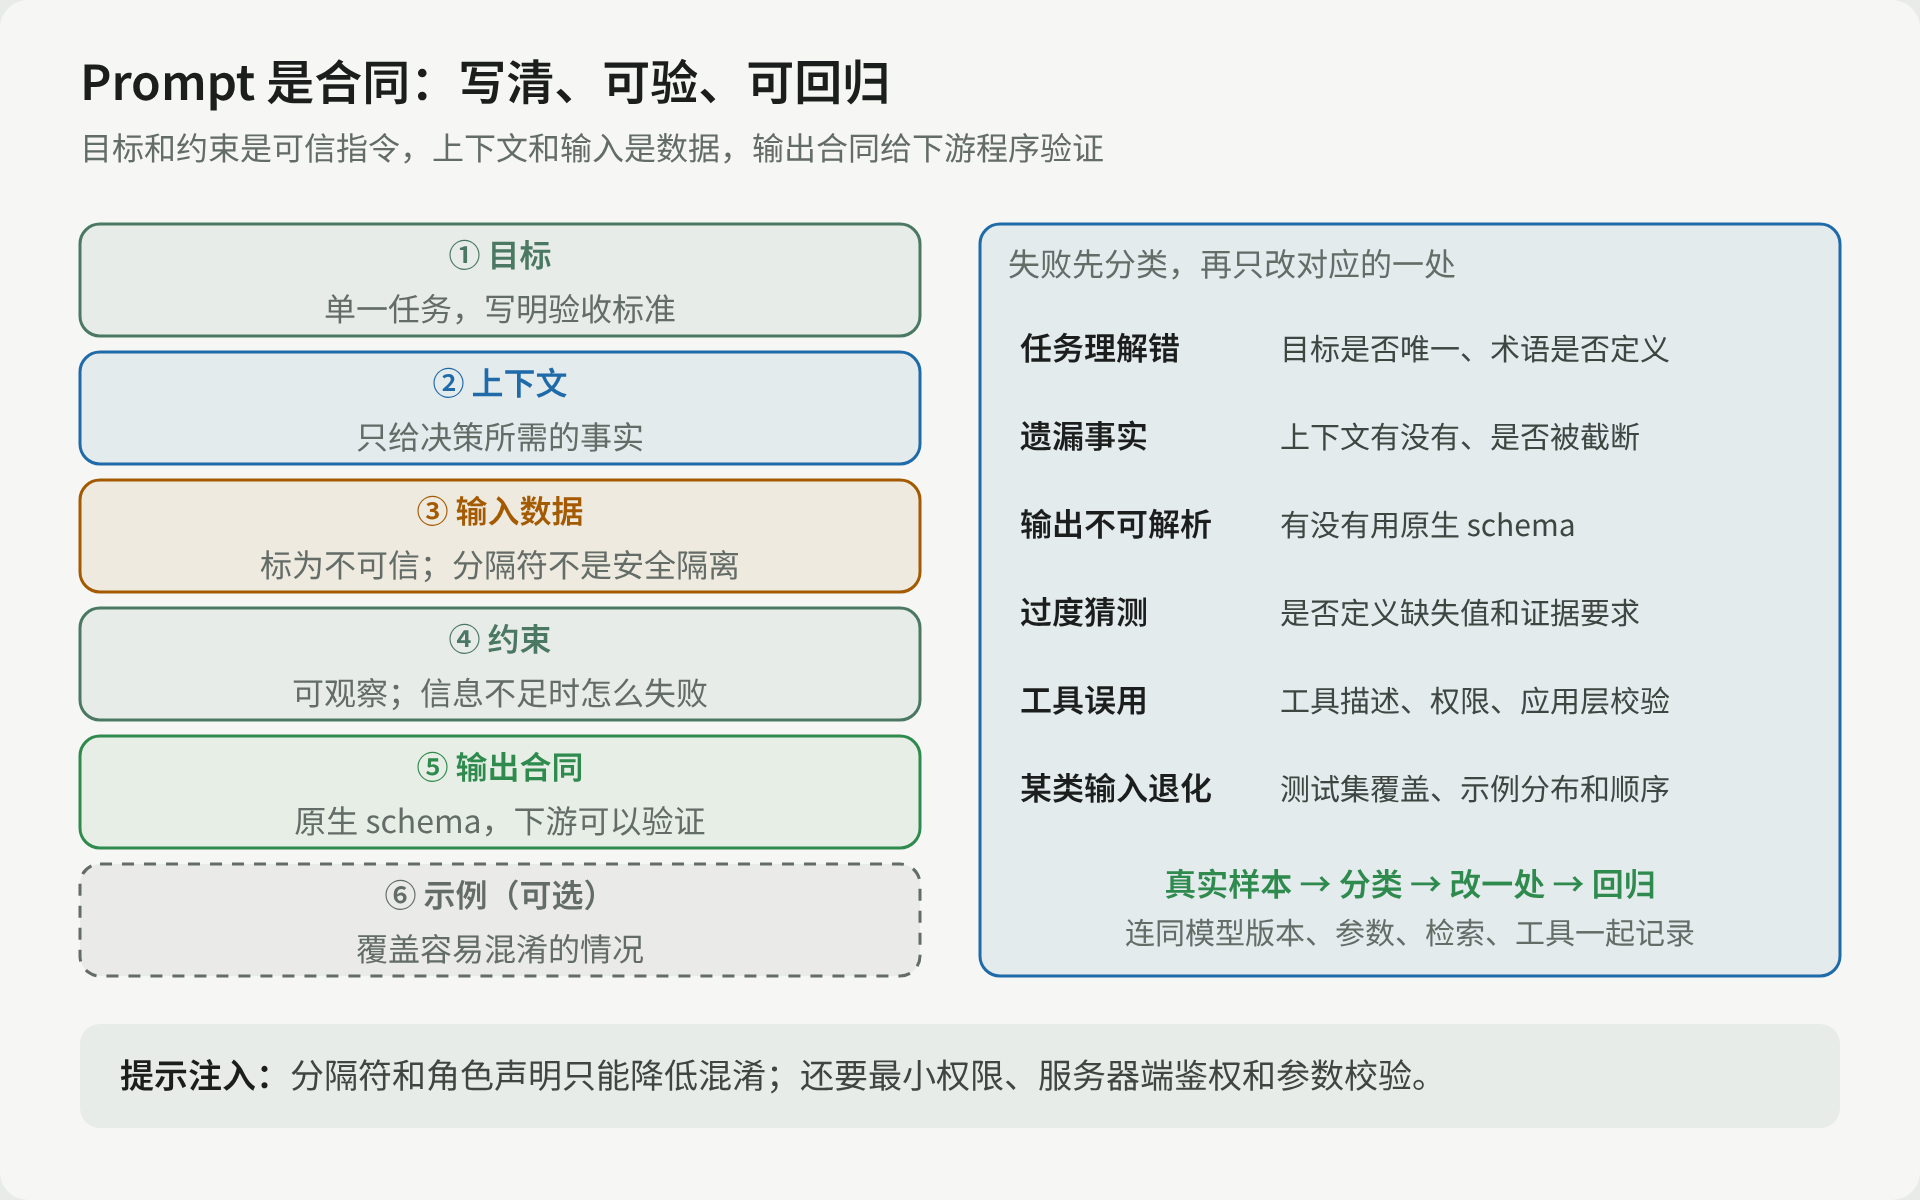 Prompt 是合同：写清、可验、可回归
目标和约束是可信指令，上下文和输入是数据，输出合同给下游程序验证
① 目标
单一任务，写明验收标准
② 上下文
只给决策所需的事实
③ 输入数据
标为不可信；分隔符不是安全隔离
④ 约束
可观察；信息不足时怎么失败
⑤ 输出合同
原生 schema，下游可以验证
⑥ 示例（可选）
覆盖容易混淆的情况
失败先分类，再只改对应的一处
任务理解错 目标是否唯一、术语是否定义
遗漏事实 上下文有没有、是否被截断
输出不可解析 有没有用原生 schema
过度猜测 是否定义缺失值和证据要求
工具误用 工具描述、权限、应用层校验
某类输入退化 测试集覆盖、示例分布和顺序
真实样本 → 分类 → 改一处 → 回归
连同模型版本、参数、检索、工具一起记录
提示注入：分隔符和角色声明只能降低混淆；还要最小权限、服务器端鉴权和参数校验。